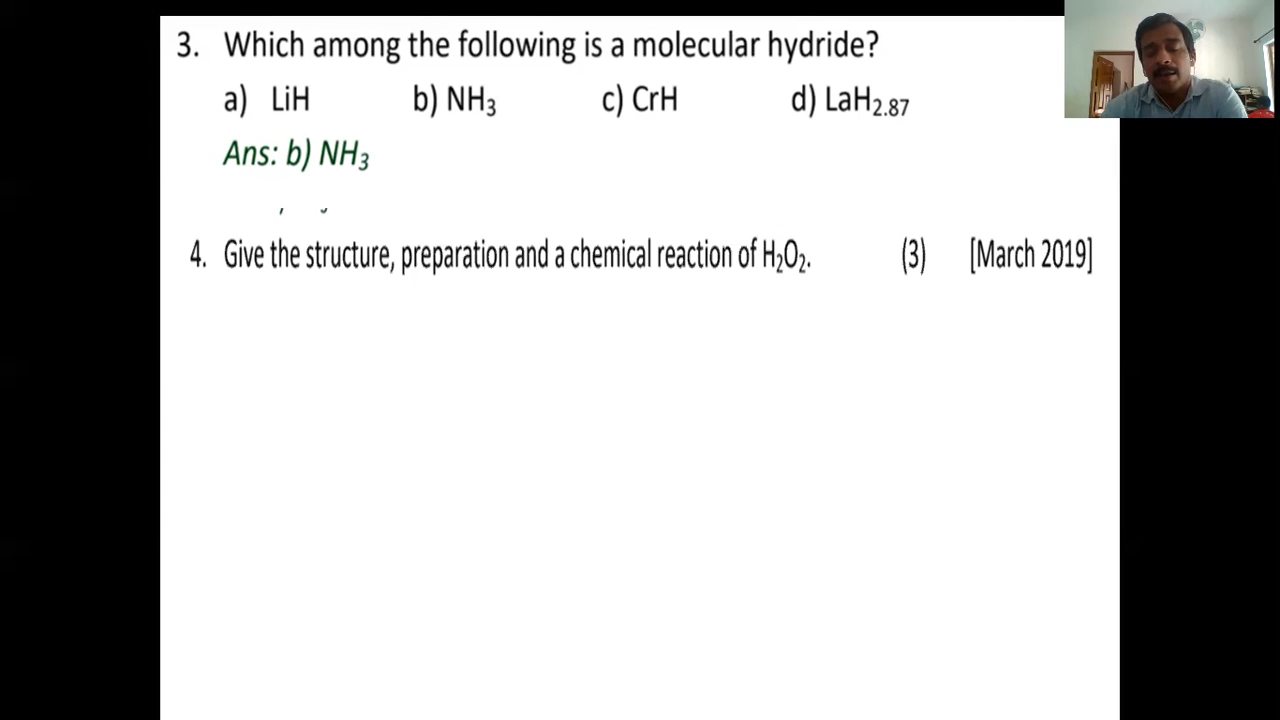 3. Which among the following is a molecular hydride?
a) LiH b) NH₃ c) CrH d) LaH₂.₈₇
Ans: b) NH₃
4. Give the structure, preparation and a chemical reaction of H₂O₂. (3) [March 2019]